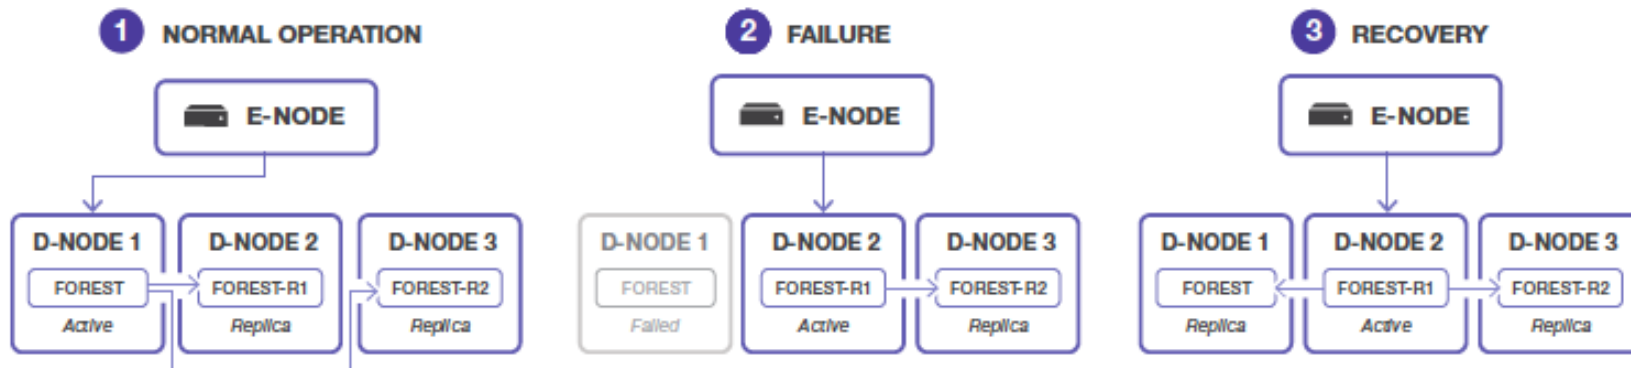 1 NORMAL OPERATION
E-NODE
D-NODE 1
FOREST
Active
D-NODE 2
FOREST-R1
Replica
D-NODE 3
FOREST-R2
Replica
2 FAILURE
E-NODE
D-NODE 1
FOREST
Failed
D-NODE 2
FOREST-R1
Active
D-NODE 3
FOREST-R2
Replica
3 RECOVERY
E-NODE
D-NODE 1
FOREST
Replica
D-NODE 2
FOREST-R1
Active
D-NODE 3
FOREST-R2
Replica